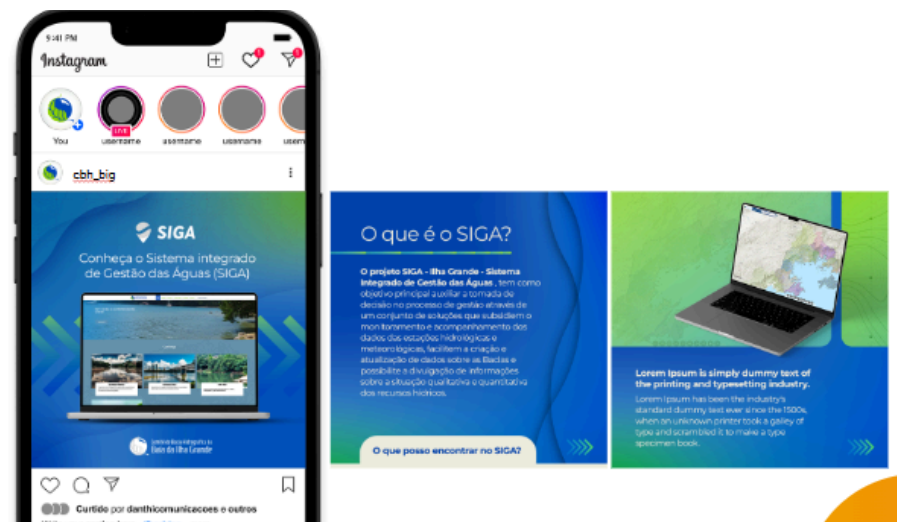 9:41 PM
Instagram
1
1
LIVE
You
username
username
username
usern
cbh_big
SIGA
Conheça o Sistema integrado
de Gestão das Águas (SIGA)
Baía da Ilha Grande
Curtido por danthicomunicacoes e outros
O que é o SIGA?
O projeto SIGA - Ilha Grande - Sistema
Integrado de Gestão das Águas , tem como
objetivo principal auxiliar a tomada de
decisão no processo de gestão através de
um conjunto de soluções que subsidiem o
monitoramento e acompanhamento dos
dados das estações hidrológicas e
meteorológicas, facilitem a criação e
atualização de dados sobre as Bacias e
possibilite a divulgação de informações
sobre a situação qualitativa e quantitativa
dos recursos hídricos.
O que posso encontrar no SIGA?
Lorem Ipsum is simply dummy text of
the printing and typesetting industry.
Lorem Ipsum has been the industry's
standard dummy text ever since the 1500s,
when an unknown printer took a galley of
type and scrambled it to make a type
specimen book.